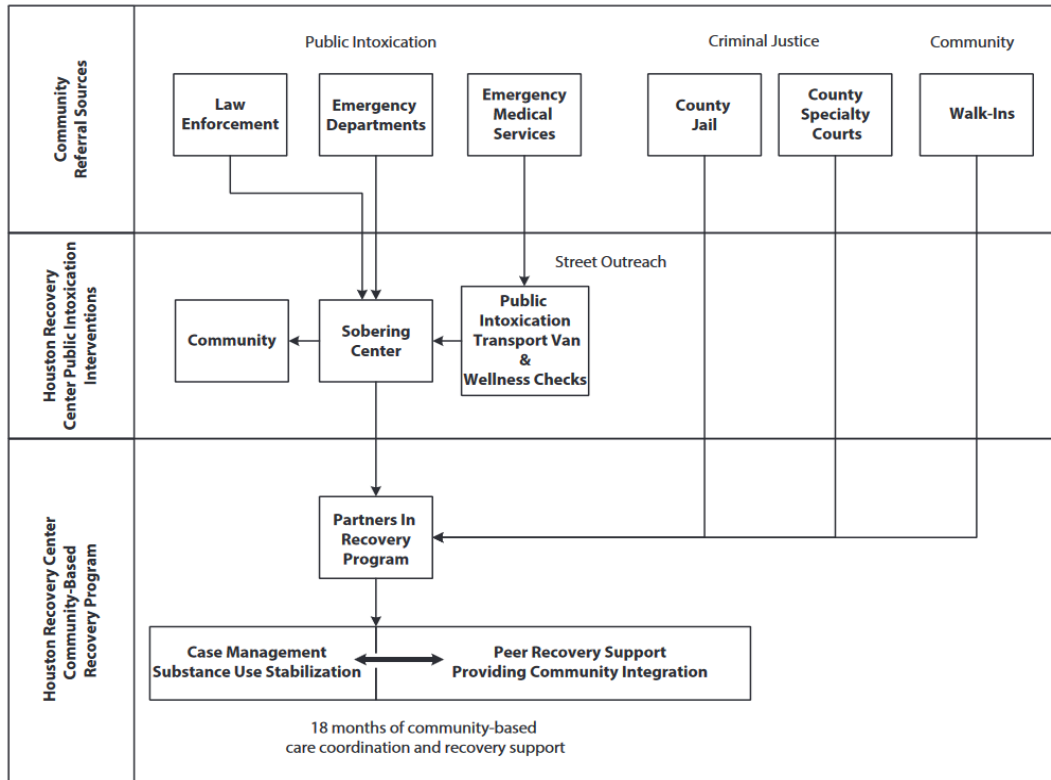 Community
Referral Sources
Public Intoxication
Criminal Justice
Community
Law
Enforcement
Emergency
Departments
Emergency
Medical
Services
County
Jail
County
Specialty
Courts
Walk-Ins
Houston Recovery
Center Public Intoxication
Interventions
Street Outreach
Community
Sobering
Center
Public
Intoxication
Transport Van
&
Wellness Checks
Houston Recovery Center
Community-Based
Recovery Program
Partners In
Recovery
Program
Case Management
Substance Use Stabilization
Peer Recovery Support
Providing Community Integration
18 months of community-based
care coordination and recovery support